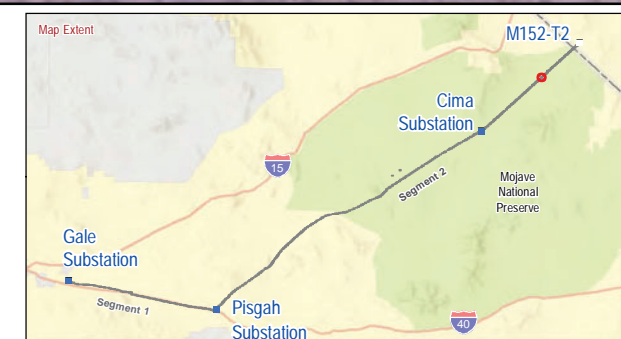 Map Extent
M152-T2
Cima
Substation
15
Segment 2
Mojave
National
Preserve
Gale
Substation
Segment 1
Pisgah
Substation
40